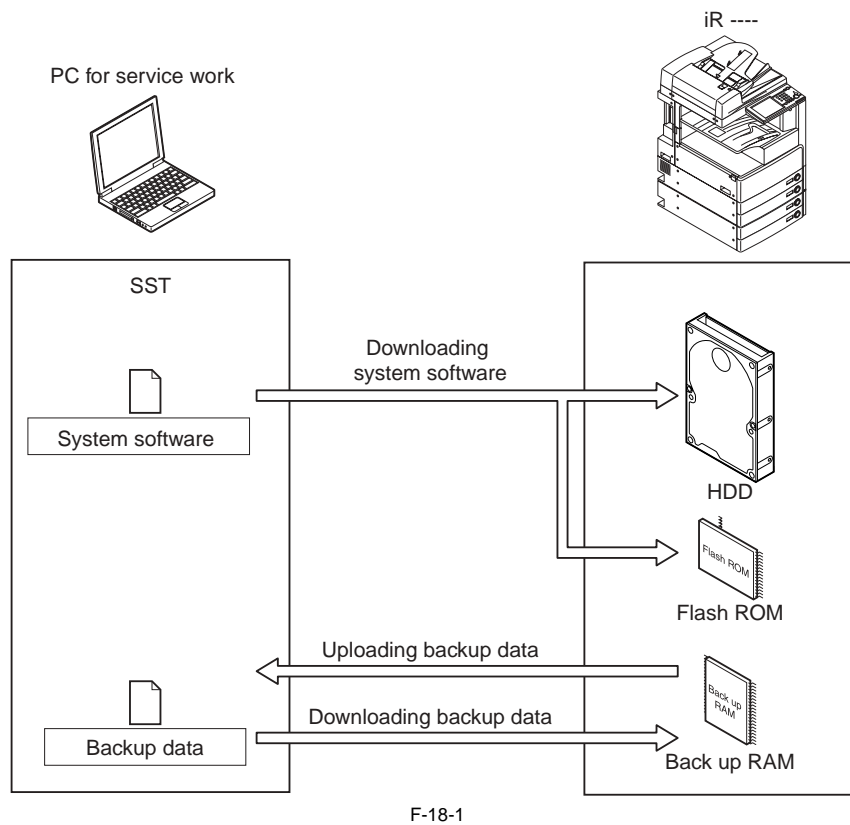 iR ----
PC for service work
SST
Downloading
system software
System software
HDD
Flash ROM
Flash ROM
Uploading backup data
Back up
RAM
Downloading backup data
Backup data
Back up RAM
F-18-1